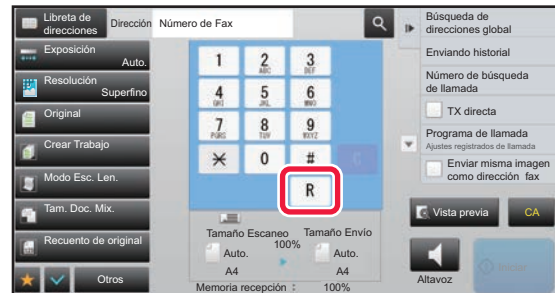 Libreta de
direcciones
Dirección
Número de Fax
Exposición
Auto.
Resolución
Superfino
Original
Crear Trabajo
Modo Esc. Len.
Tam. Doc. Mix.
Recuento de original
Otros
1
2
ABC
3
DEF
4
GHI
5
JKL
6
MNO
7
PQRS
8
TUV
9
WXYZ
0
#
C
R
Tamaño Escaneo
100%
Tamaño Envío
Auto.
A4
Auto.
A4
Memoria recepción :
100%
Búsqueda de
direcciones global
Enviando historial
Número de búsqueda
de llamada
TX directa
Programa de llamada
Ajustes registrados de llamada
Enviar misma imagen
como dirección fax
Vista previa
CA
Altavoz